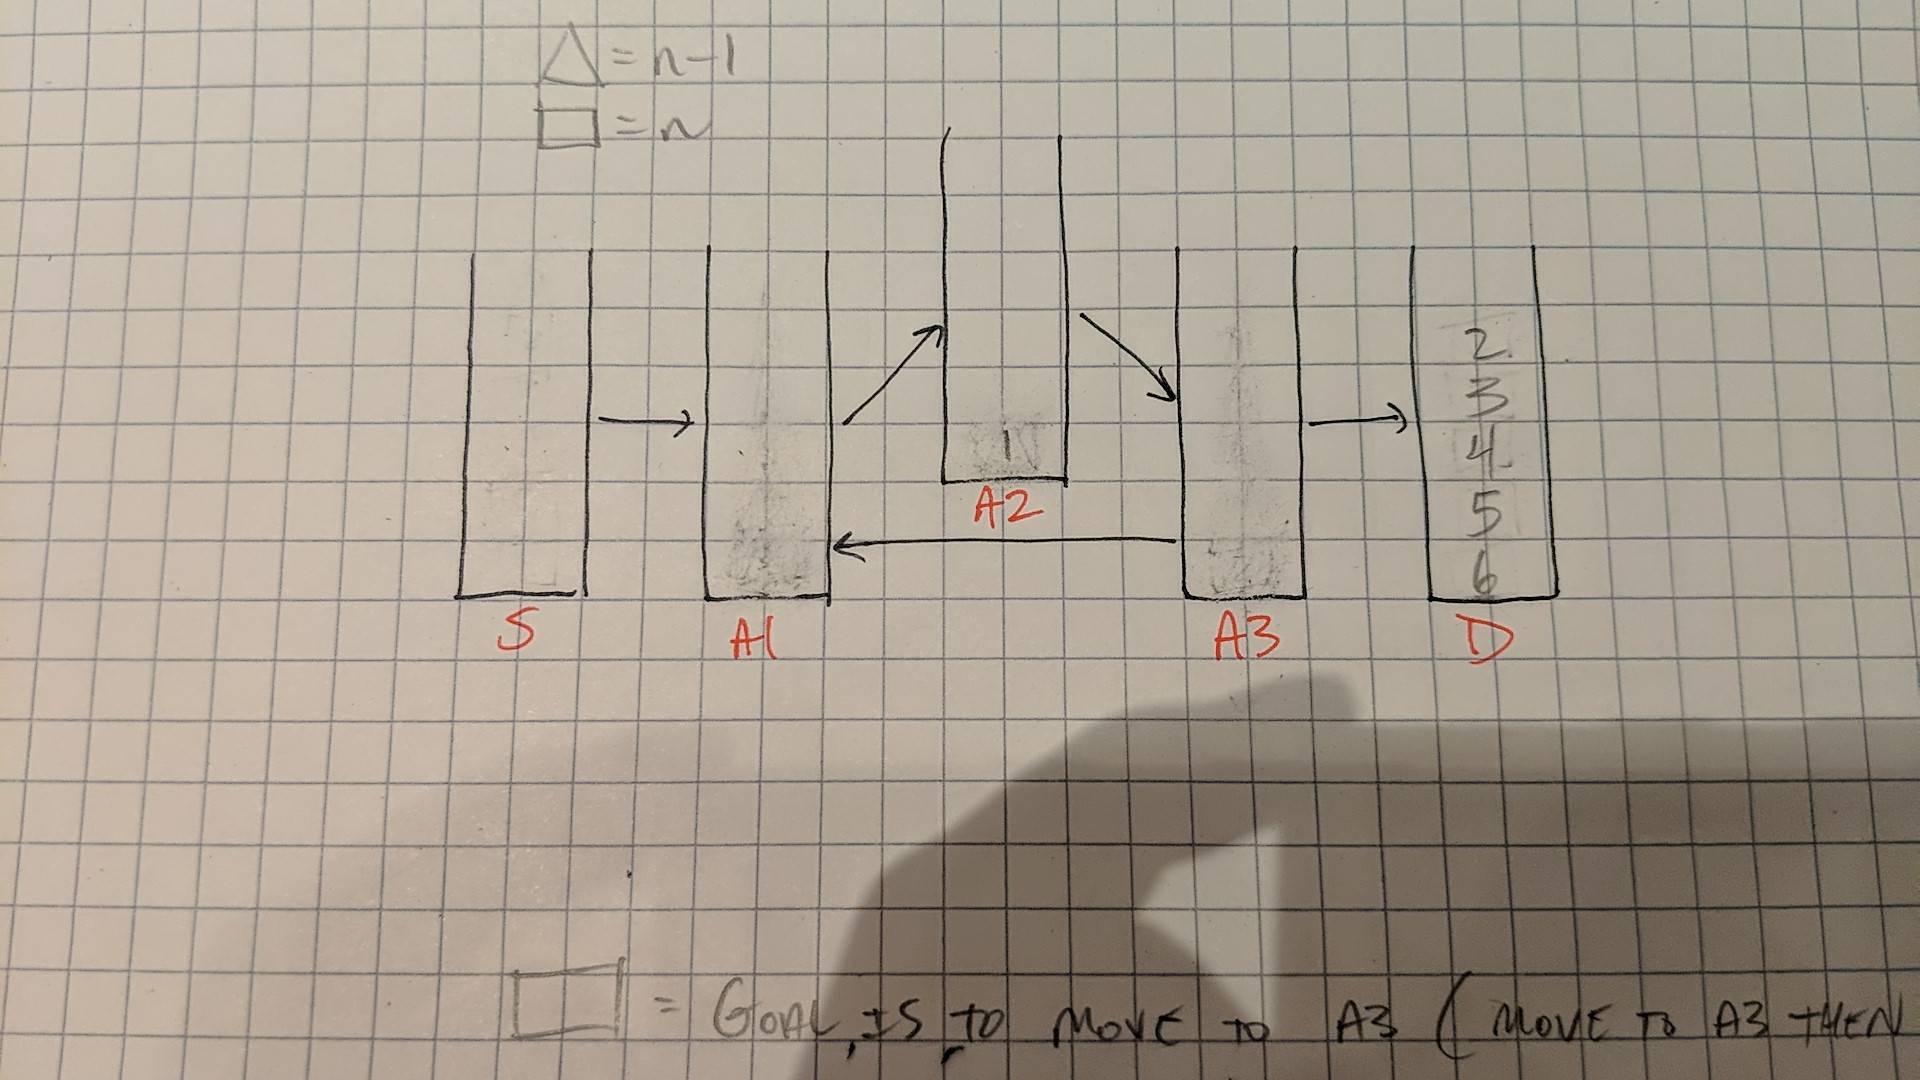 △ = n-1
□ = n
2
3
4
1
5
A2
6
S A1 A3 D
□ = GOAL IS TO MOVE TO A3 (MOVE TO A3 THEN